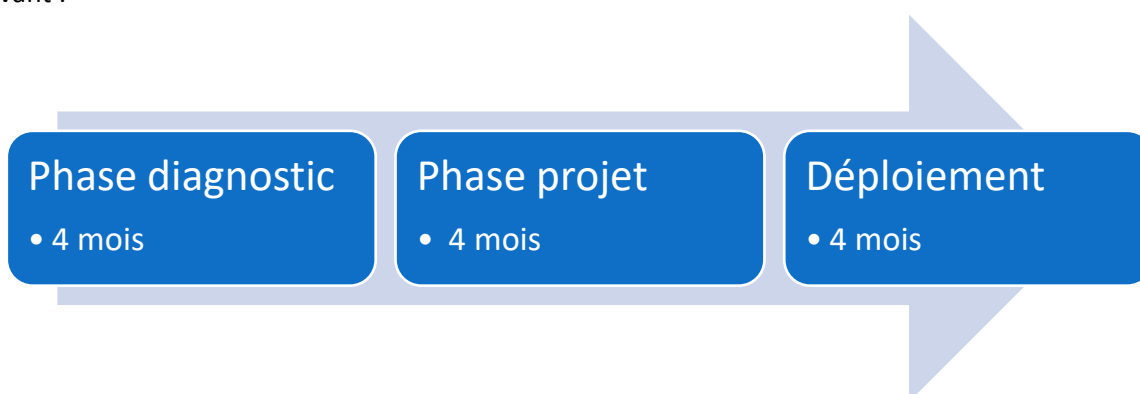 Phase diagnostic
• 4 mois
Phase projet
• 4 mois
Déploiement
• 4 mois